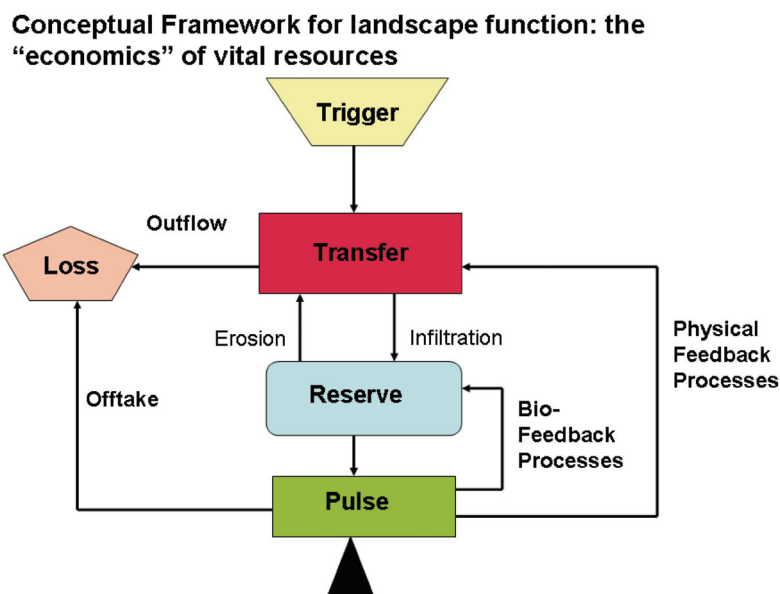 Conceptual Framework for landscape function: the
“economics” of vital resources
Trigger
Outflow
Transfer
Loss
Erosion
Infiltration
Physical
Feedback
Processes
Reserve
Offtake
Bio-
Feedback
Processes
Pulse